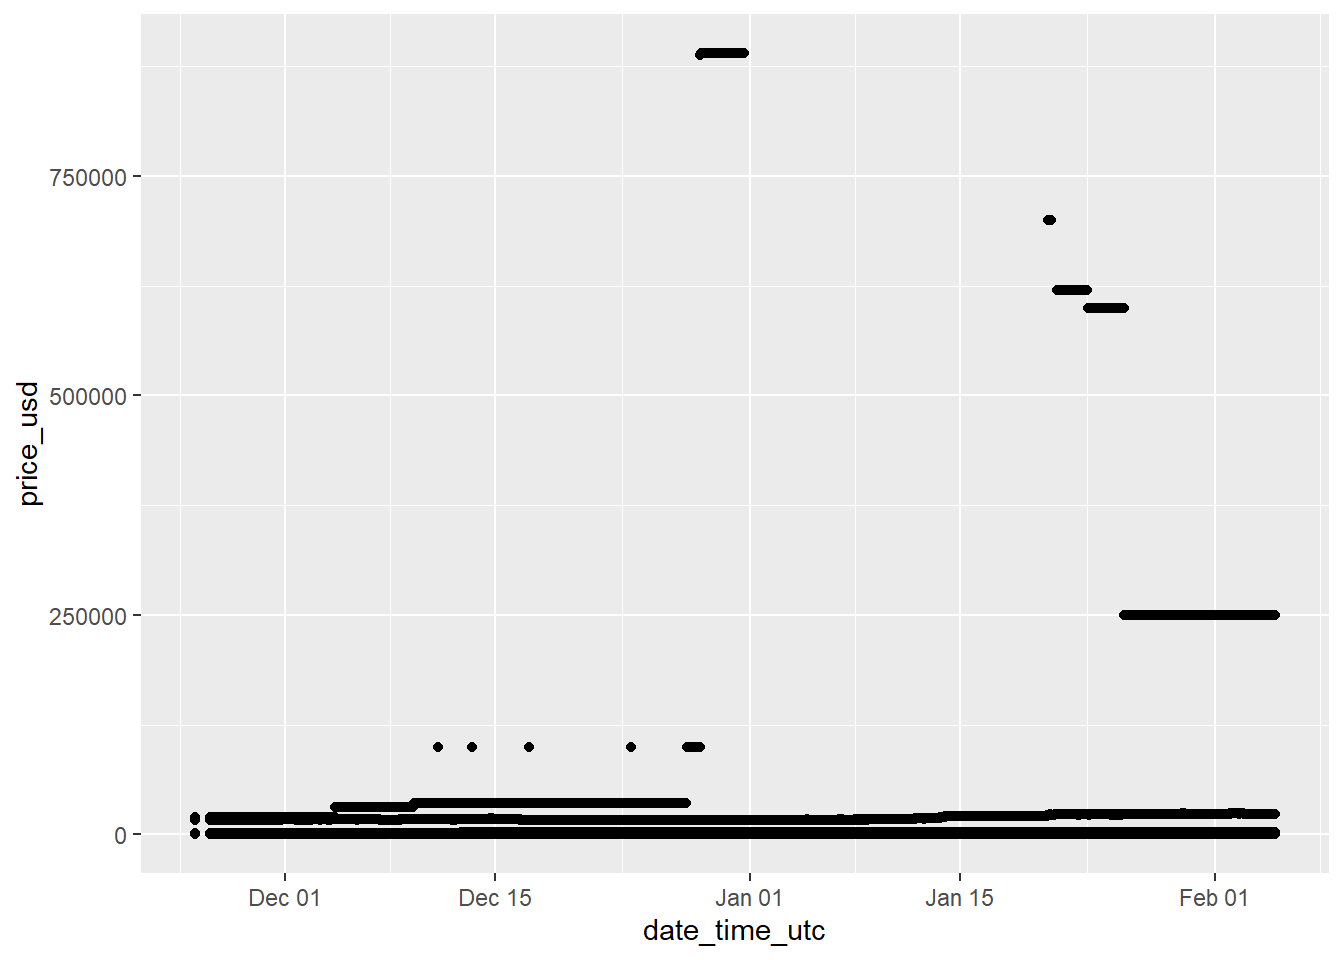 price_usd
750000
500000
250000
0
Dec 01 Dec 15 Jan 01 Jan 15 Feb 01
date_time_utc